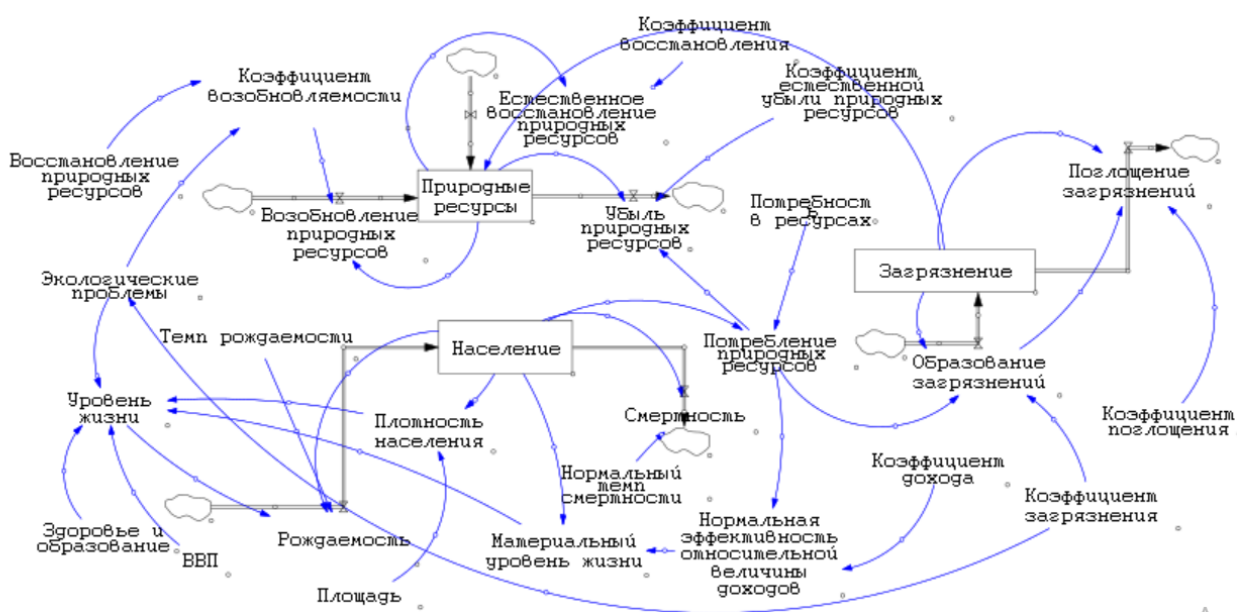 Коэффициент
восстановления
Коэффициент
возобновляемости
Естественное
восстановление
природных
ресурсов
Коэффициент
естественной
убыли природных
ресурсов
Восстановление
природных
ресурсов
Природные
ресурсы
Возобновление
природных
ресурсов
Убыль
природных
ресурсов
Потребность
в ресурсах
Поглощение
загрязнений
Загрязнение
Экологические
проблемы
Темп рождаемости
Население
Потребление
природных
ресурсов
Образование
загрязнений
Уровень
жизни
Плотность
населения
Смертность
Коэффициент
поглощения
Нормальный
темп
смертности
Коэффициент
дохода
Коэффициент
загрязнения
Здоровье и
образование
ВВП
Рождаемость
Материальный
уровень жизни
Нормальная
эффективность
относительной
величины
доходов
Площадь